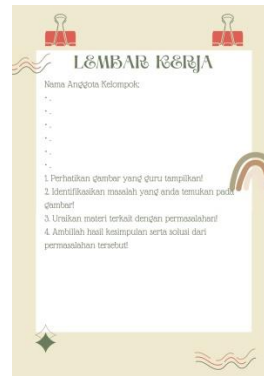 LEMBAR KERJA
Nama Anggota Kelompok:
• .
• .
• .
• .
• .
• .
1. Perhatikan gambar yang guru tampilkan!
2. Identifikasikan masalah yang anda temukan pada
gambar!
3. Uraikan materi terkait dengan permasalahan!
4. Ambillah hasil kesimpulan serta solusi dari
permasalahan tersebut!